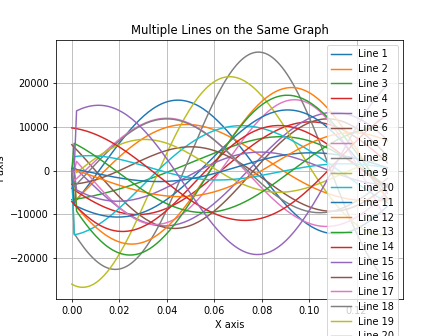 Multiple Lines on the Same Graph
20000
10000
0
−10000
−20000
0.00
0.02
0.04
0.06
0.08
0.10
X axis
Line 1
Line 2
Line 3
Line 4
Line 5
Line 6
Line 7
Line 8
Line 9
Line 10
Line 11
Line 12
Line 13
Line 14
Line 15
Line 16
Line 17
Line 18
Line 19
Line 20